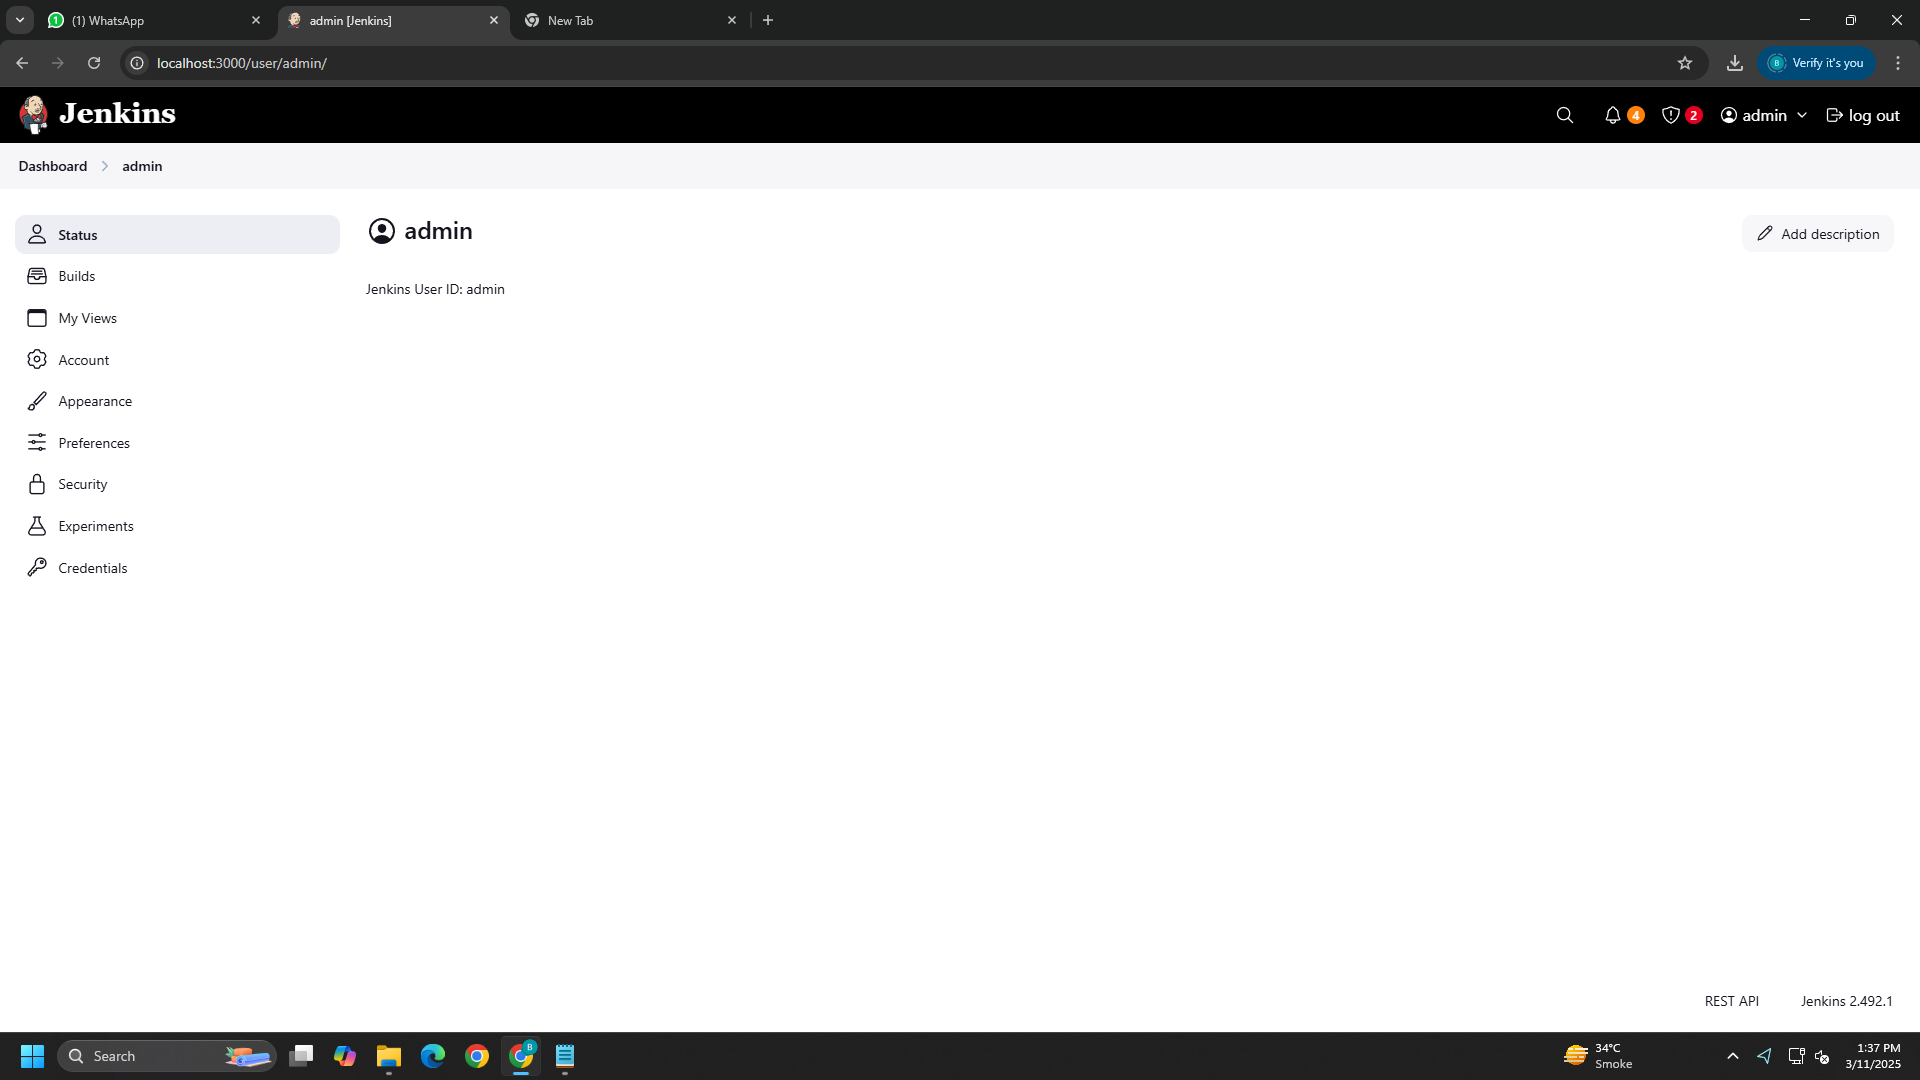 (1) WhatsApp
admin [Jenkins]
New Tab
localhost:3000/user/admin/
B
Verify it's you
Jenkins
4
2
admin
log out
Dashboard
admin
Status
Builds
My Views
Account
Appearance
Preferences
Security
Experiments
Credentials
admin
Add description
Jenkins User ID: admin
REST API
Jenkins 2.492.1
Search
B
34°C
Smoke
1:37 PM
3/11/2025